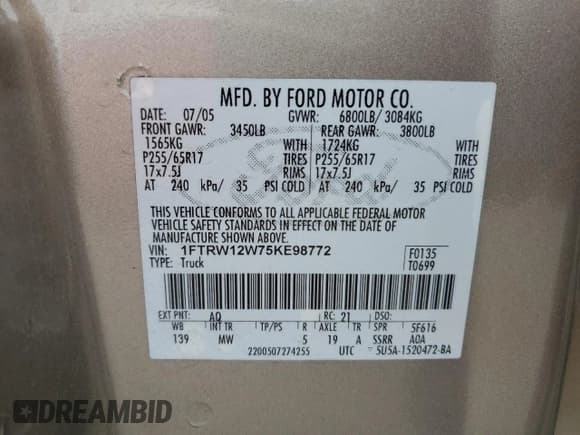 MFD. BY FORD MOTOR CO.
DATE: 07/05 GVWR: 6800LB/ 3084KG
FRONT GAWR: 3450LB REAR GAWR: 3800LB
1565KG WITH 1724KG WITH
P255/65R17 TIRES P255/65R17 TIRES
17x7.5J RIMS 17x7.5J RIMS
AT 240 kPa/ 35 PSI COLD AT 240 kPa/ 35 PSI COLD
THIS VEHICLE CONFORMS TO ALL APPLICABLE FEDERAL MOTOR
VEHICLE SAFETY STANDARDS IN EFFECT ON THE DATE OF
MANUFACTURE SHOWN ABOVE.
VIN: 1FTRW12W75KE98772 F0135
TYPE: Truck T0699
EXT PNT: AQ RC: 21 DSO:
WB INT TR TP/PS R AXLE TR SPR 5F616
139 MW 5 19 A SSRR AQA
2200507274255 UTC 5U5A-1520472-BA
DREAMBID